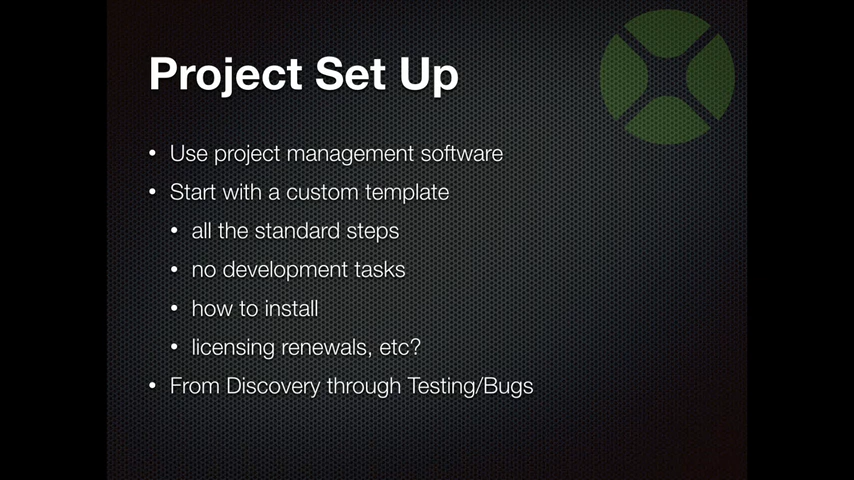 Project Set Up
• Use project management software
• Start with a custom template
• all the standard steps
• no development tasks
• how to install
• licensing renewals, etc?
• From Discovery through Testing/Bugs